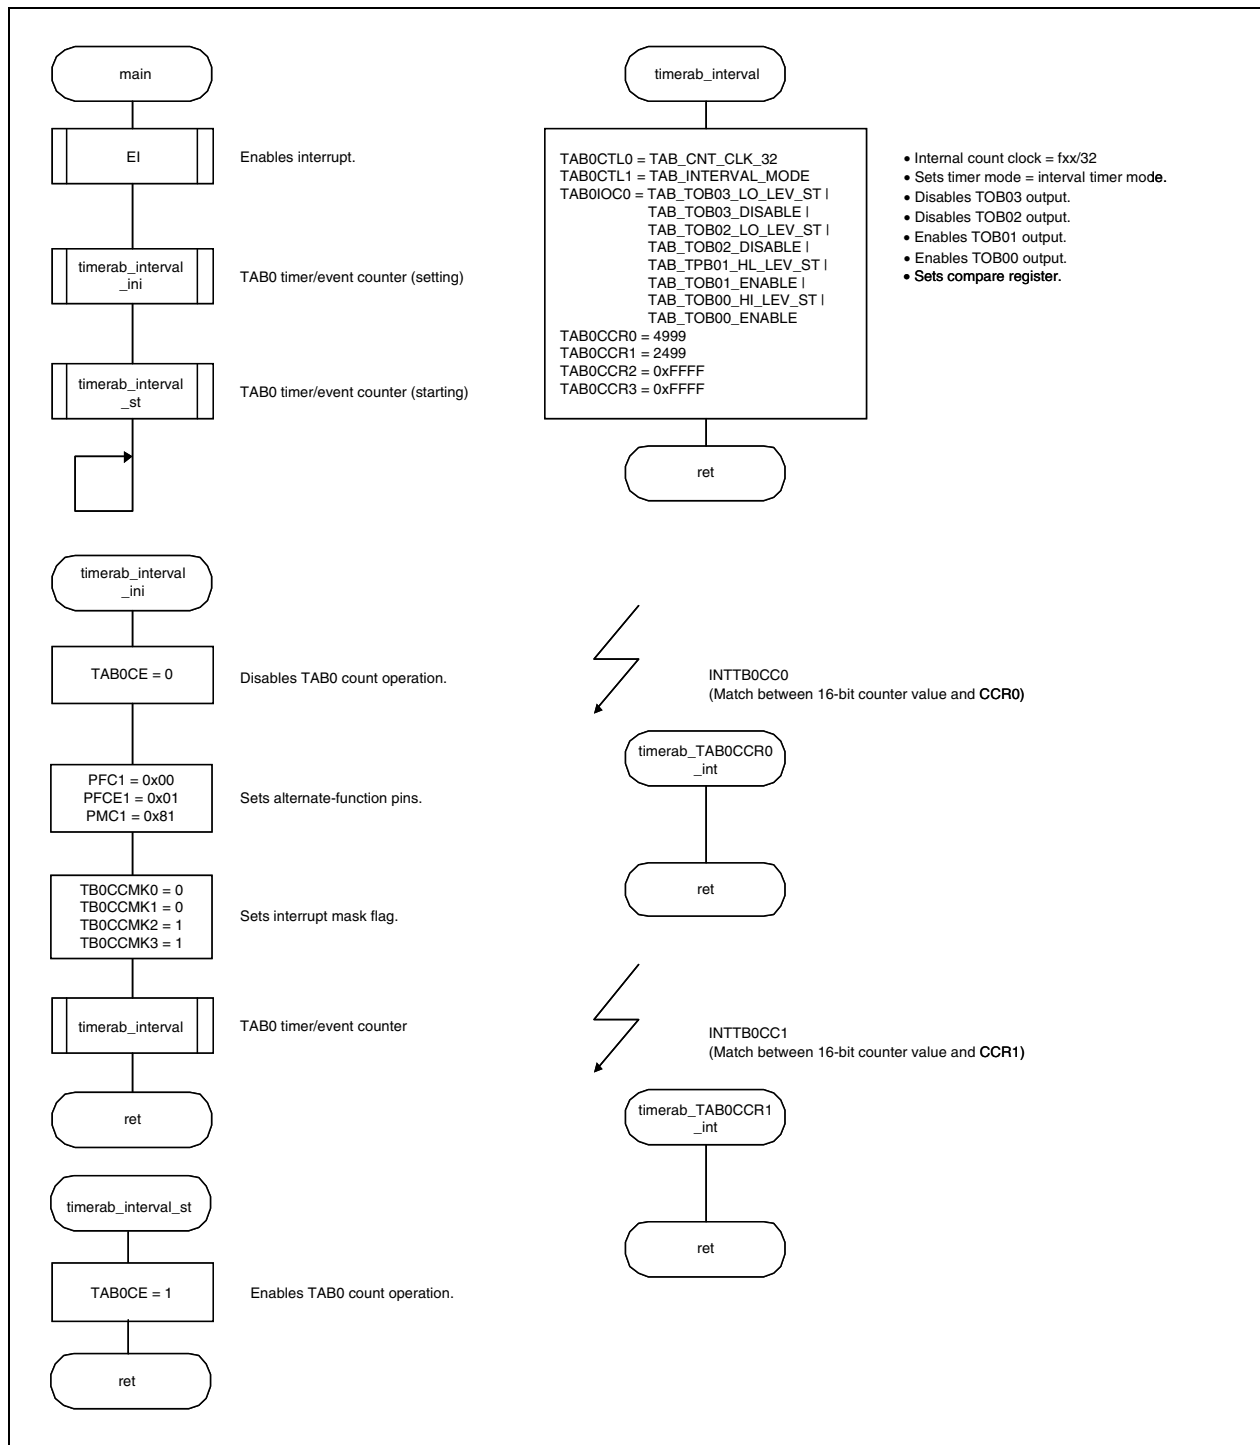 main
EI
Enables interrupt.
timerab_interval
_ini
TAB0 timer/event counter (setting)
timerab_interval
_st
TAB0 timer/event counter (starting)
timerab_interval
TAB0CTL0 = TAB_CNT_CLK_32
TAB0CTL1 = TAB_INTERVAL_MODE
TAB0IOC0 = TAB_TOB03_LO_LEV_ST |
TAB_TOB03_DISABLE |
TAB_TOB02_LO_LEV_ST |
TAB_TOB02_DISABLE |
TAB_TPB01_HL_LEV_ST |
TAB_TOB01_ENABLE |
TAB_TOB00_HI_LEV_ST |
TAB_TOB00_ENABLE
TAB0CCR0 = 4999
TAB0CCR1 = 2499
TAB0CCR2 = 0xFFFF
TAB0CCR3 = 0xFFFF
• Internal count clock = fxx/32
• Sets timer mode = interval timer mode.
• Disables TOB03 output.
• Disables TOB02 output.
• Enables TOB01 output.
• Enables TOB00 output.
• Sets compare register.
ret
timerab_interval
_ini
TAB0CE = 0
Disables TAB0 count operation.
PFC1 = 0x00
PFCE1 = 0x01
PMC1 = 0x81
Sets alternate-function pins.
TB0CCMK0 = 0
TB0CCMK1 = 0
TB0CCMK2 = 1
TB0CCMK3 = 1
Sets interrupt mask flag.
timerab_interval
TAB0 timer/event counter
ret
INTTB0CC0
(Match between 16-bit counter value and CCR0)
timerab_TAB0CCR0
_int
ret
INTTB0CC1
(Match between 16-bit counter value and CCR1)
timerab_TAB0CCR1
_int
ret
timerab_interval_st
TAB0CE = 1
Enables TAB0 count operation.
ret